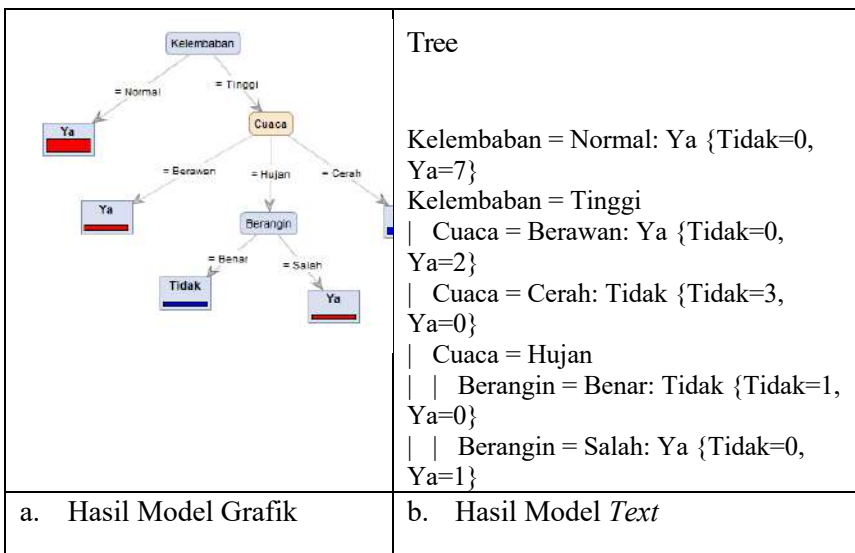 Kelembaban
= Normal
= Tinggi
Ya
Cuaca
= Berawan
= Hujan
= Cerah
Ya
Berangin
= Benar
= Salah
Tidak
Ya
Tree
Kelembaban = Normal: Ya {Tidak=0,
Ya=7}
Kelembaban = Tinggi
| Cuaca = Berawan: Ya {Tidak=0,
Ya=2}
| Cuaca = Cerah: Tidak {Tidak=3,
Ya=0}
| Cuaca = Hujan
| | Berangin = Benar: Tidak {Tidak=1,
Ya=0}
| | Berangin = Salah: Ya {Tidak=0,
Ya=1}
a. Hasil Model Grafik
b. Hasil Model Text